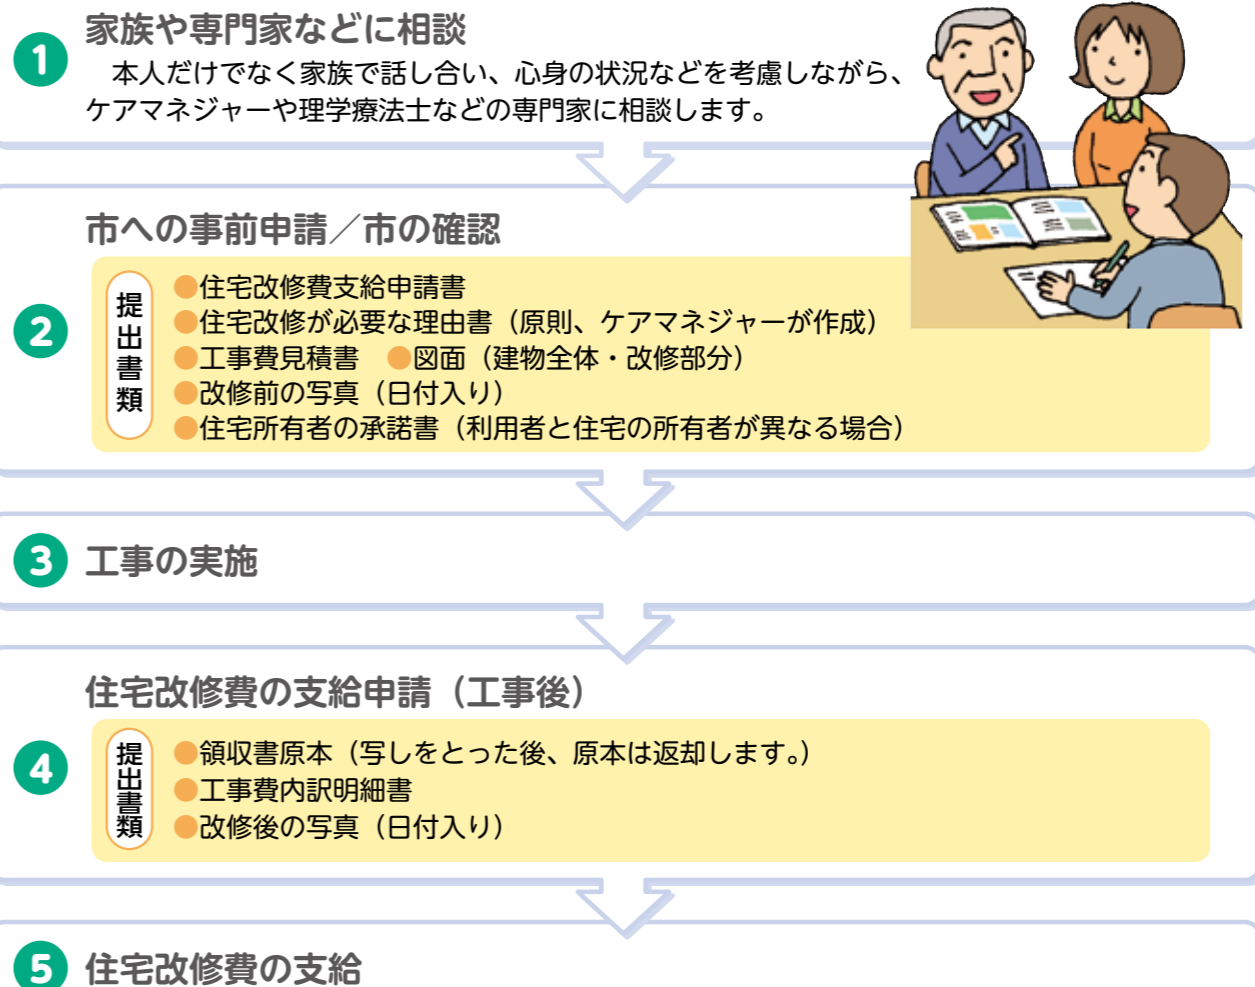 1 家族や専門家などに相談
本人だけでなく家族で話し合い、心身の状況などを考慮しながら、
ケアマネジャーや理学療法士などの専門家に相談します。
市への事前申請／市の確認
2
提出書類
●住宅改修費支給申請書
●住宅改修が必要な理由書（原則、ケアマネジャーが作成）
●工事費見積書　●図面（建物全体・改修部分）
●改修前の写真（日付入り）
●住宅所有者の承諾書（利用者と住宅の所有者が異なる場合）
3 工事の実施
住宅改修費の支給申請（工事後）
4
提出書類
●領収書原本（写しをとった後、原本は返却します。）
●工事費内訳明細書
●改修後の写真（日付入り）
5 住宅改修費の支給